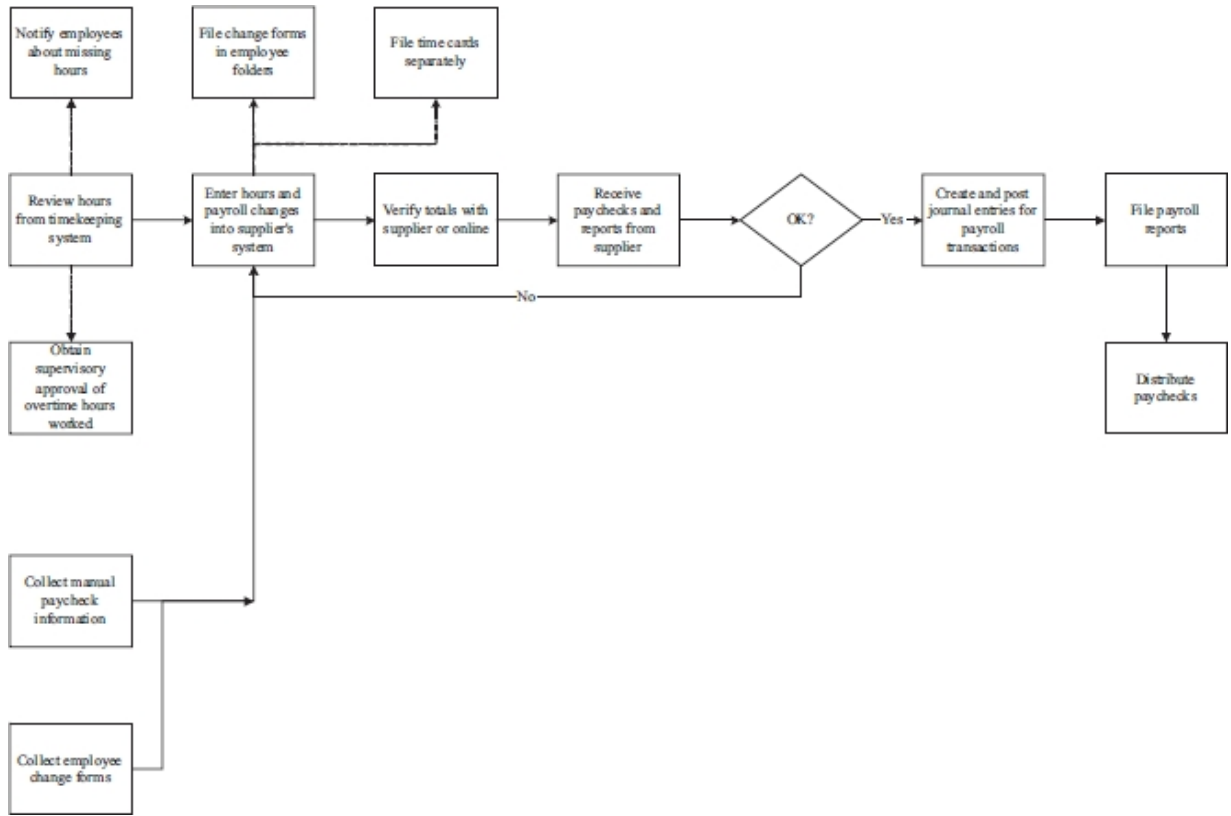 Notify employees
about missing
hours
File change forms
in employee
folders
File time cards
separately
Review hours
from timekeeping
system
Enter hours and
payroll changes
into supplier's
system
Verify totals with
supplier or online
Receive
paychecks and
reports from
supplier
OK?
Yes
Create and post
journal entries for
payroll
transactions
File payroll
reports
No
Obtain
supervisory
approval of
overtime hours
worked
Distribute
paychecks
Collect manual
paycheck
information
Collect employee
change forms